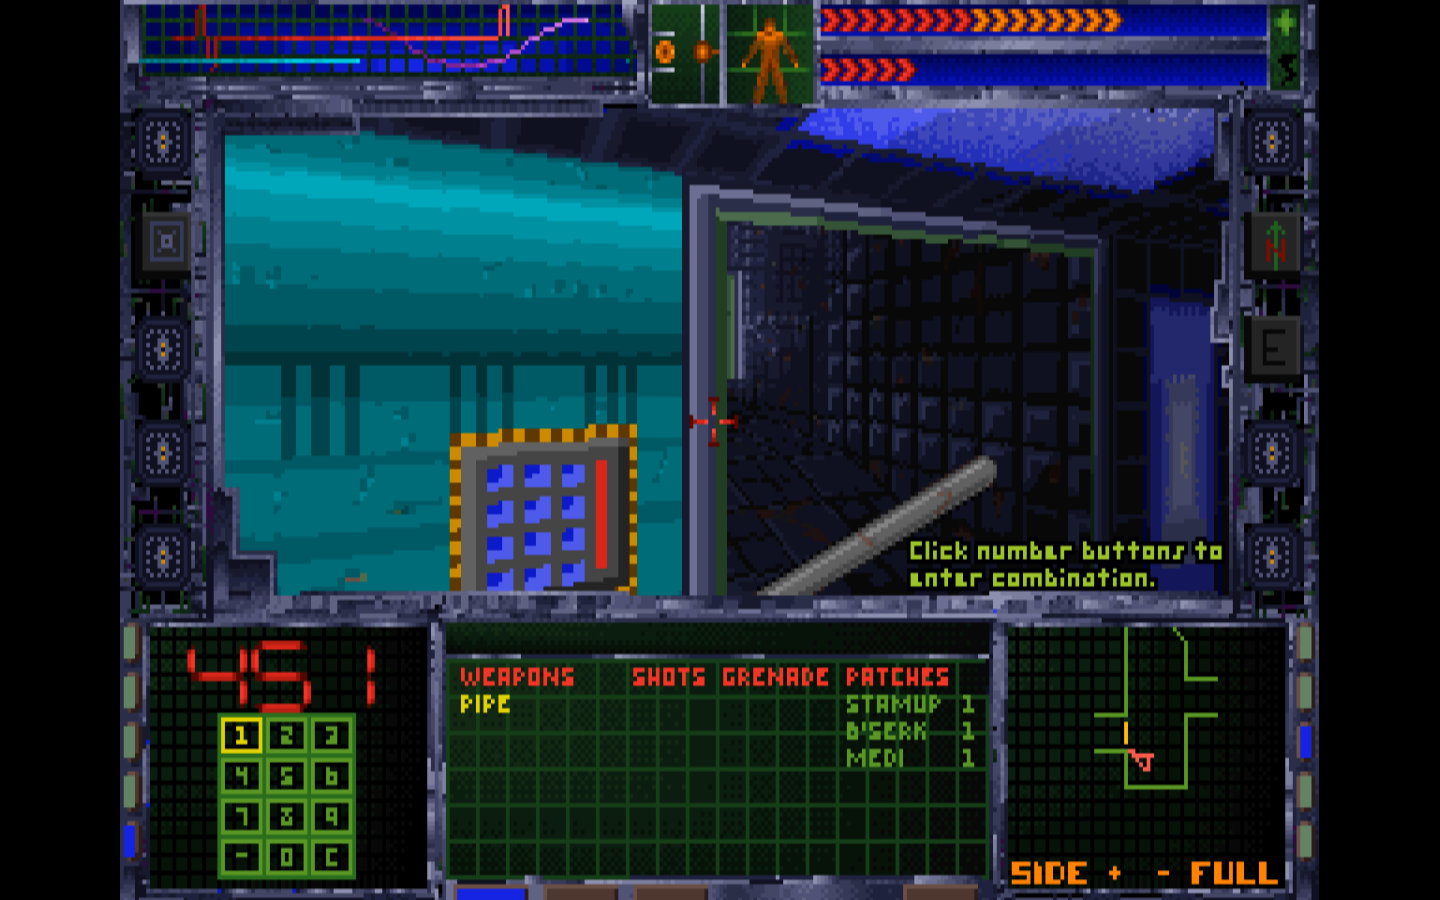 N
E
Click number buttons to
enter combination.
451
1 2 3
4 5 6
7 8 9
- 0 C
WEAPONS SHOTS GRENADE PATCHES
PIPE STAMUP 1
B'SERK 1
MEDI 1
SIDE + - FULL